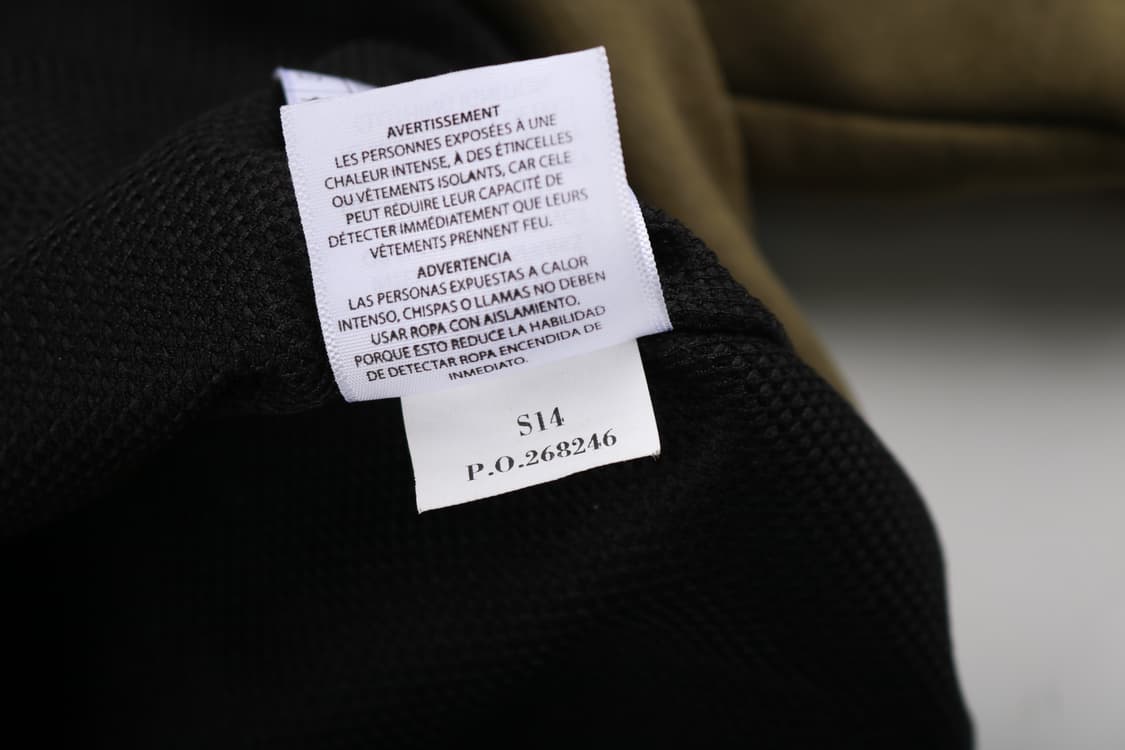 AVERTISSEMENT
LES PERSONNES EXPOSÉES À UNE
CHALEUR INTENSE, À DES ÉTINCELLES
OU VÊTEMENTS ISOLANTS, CAR CELE
PEUT RÉDUIRE LEUR CAPACITÉ DE
DÉTECTER IMMÉDIATEMENT QUE LEURS
VÊTEMENTS PRENNENT FEU.
ADVERTENCIA
LAS PERSONAS EXPUESTAS A CALOR
INTENSO, CHISPAS O LLAMAS NO DEBEN
USAR ROPA CON AISLAMIENTO.
PORQUE ESTO REDUCE LA HABILIDAD
DE DETECTAR ROPA ENCENDIDA DE
INMEDIATO.
S14
P.O.268246